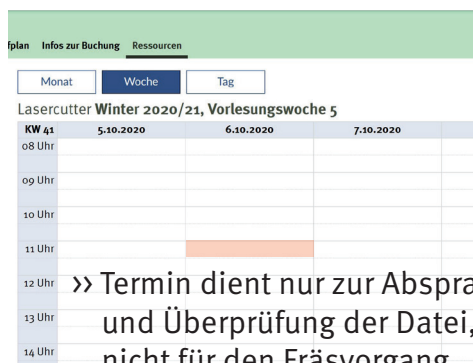 Infos zur Buchung Ressourcen
Monat Woche Tag
Lasercutter Winter 2020/21, Vorlesungswoche 5
KW 41 5.10.2020 6.10.2020 7.10.2020
08 Uhr
09 Uhr
10 Uhr
11 Uhr
12 Uhr
>> Termin dient nur zur
13 Uhr
und Überprüfung der Datei,
14 Uhr
nicht für den Fräsvorgang